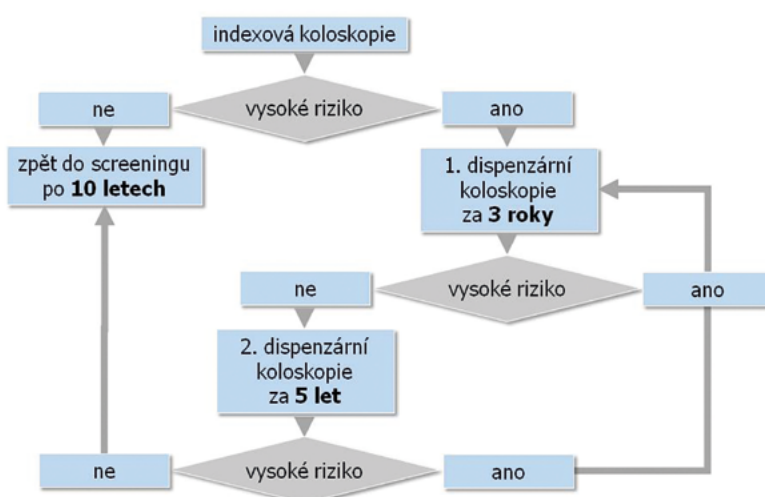 indexová koloskopie
ne
vysoké riziko
ano
zpět do screeningu
po 10 letech
1. dispenzární
koloskopie
za 3 roky
ne
vysoké riziko
ano
2. dispenzární
koloskopie
za 5 let
ne
vysoké riziko
ano